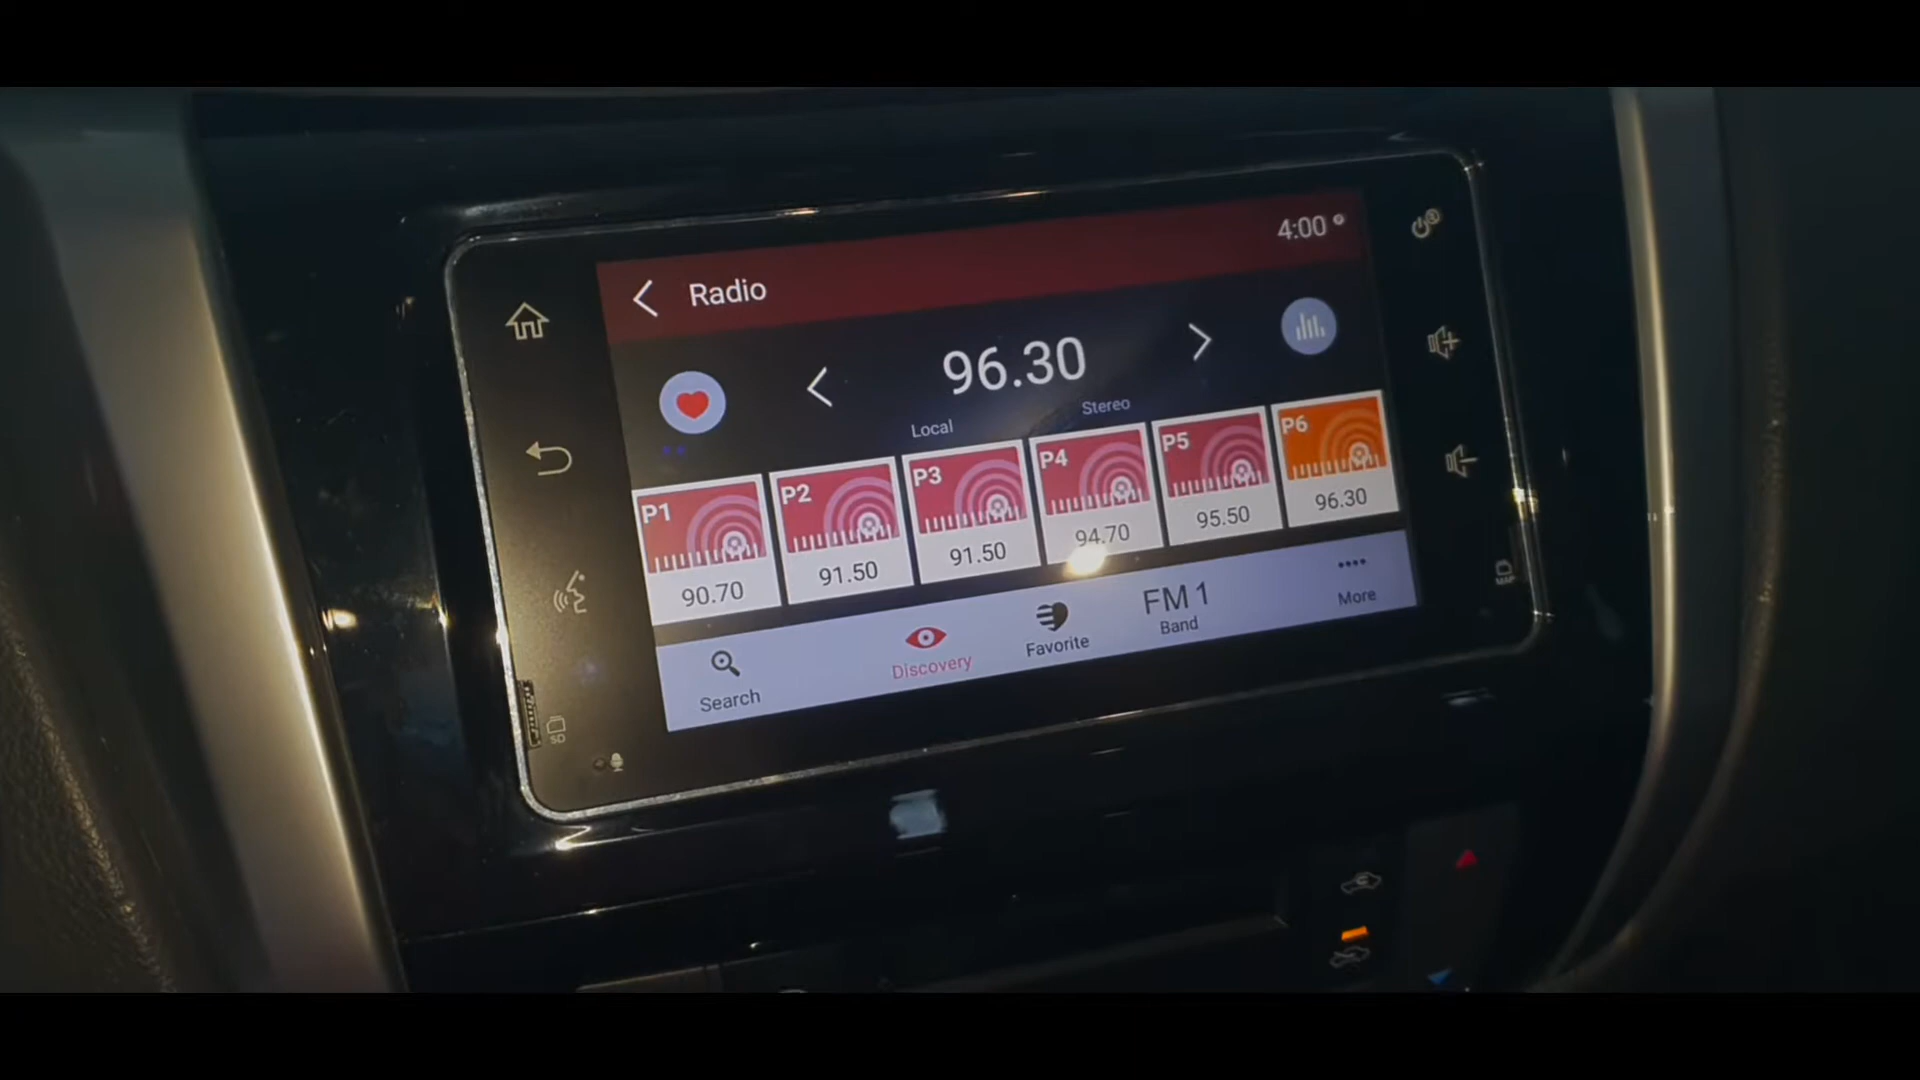 4:00
Radio
96.30
Local
Stereo
P1
P2
P3
P4
P5
P6
90.70
91.50
91.50
94.70
95.50
96.30
Search
Discovery
Favorite
FM 1
Band
More
SD
MAP